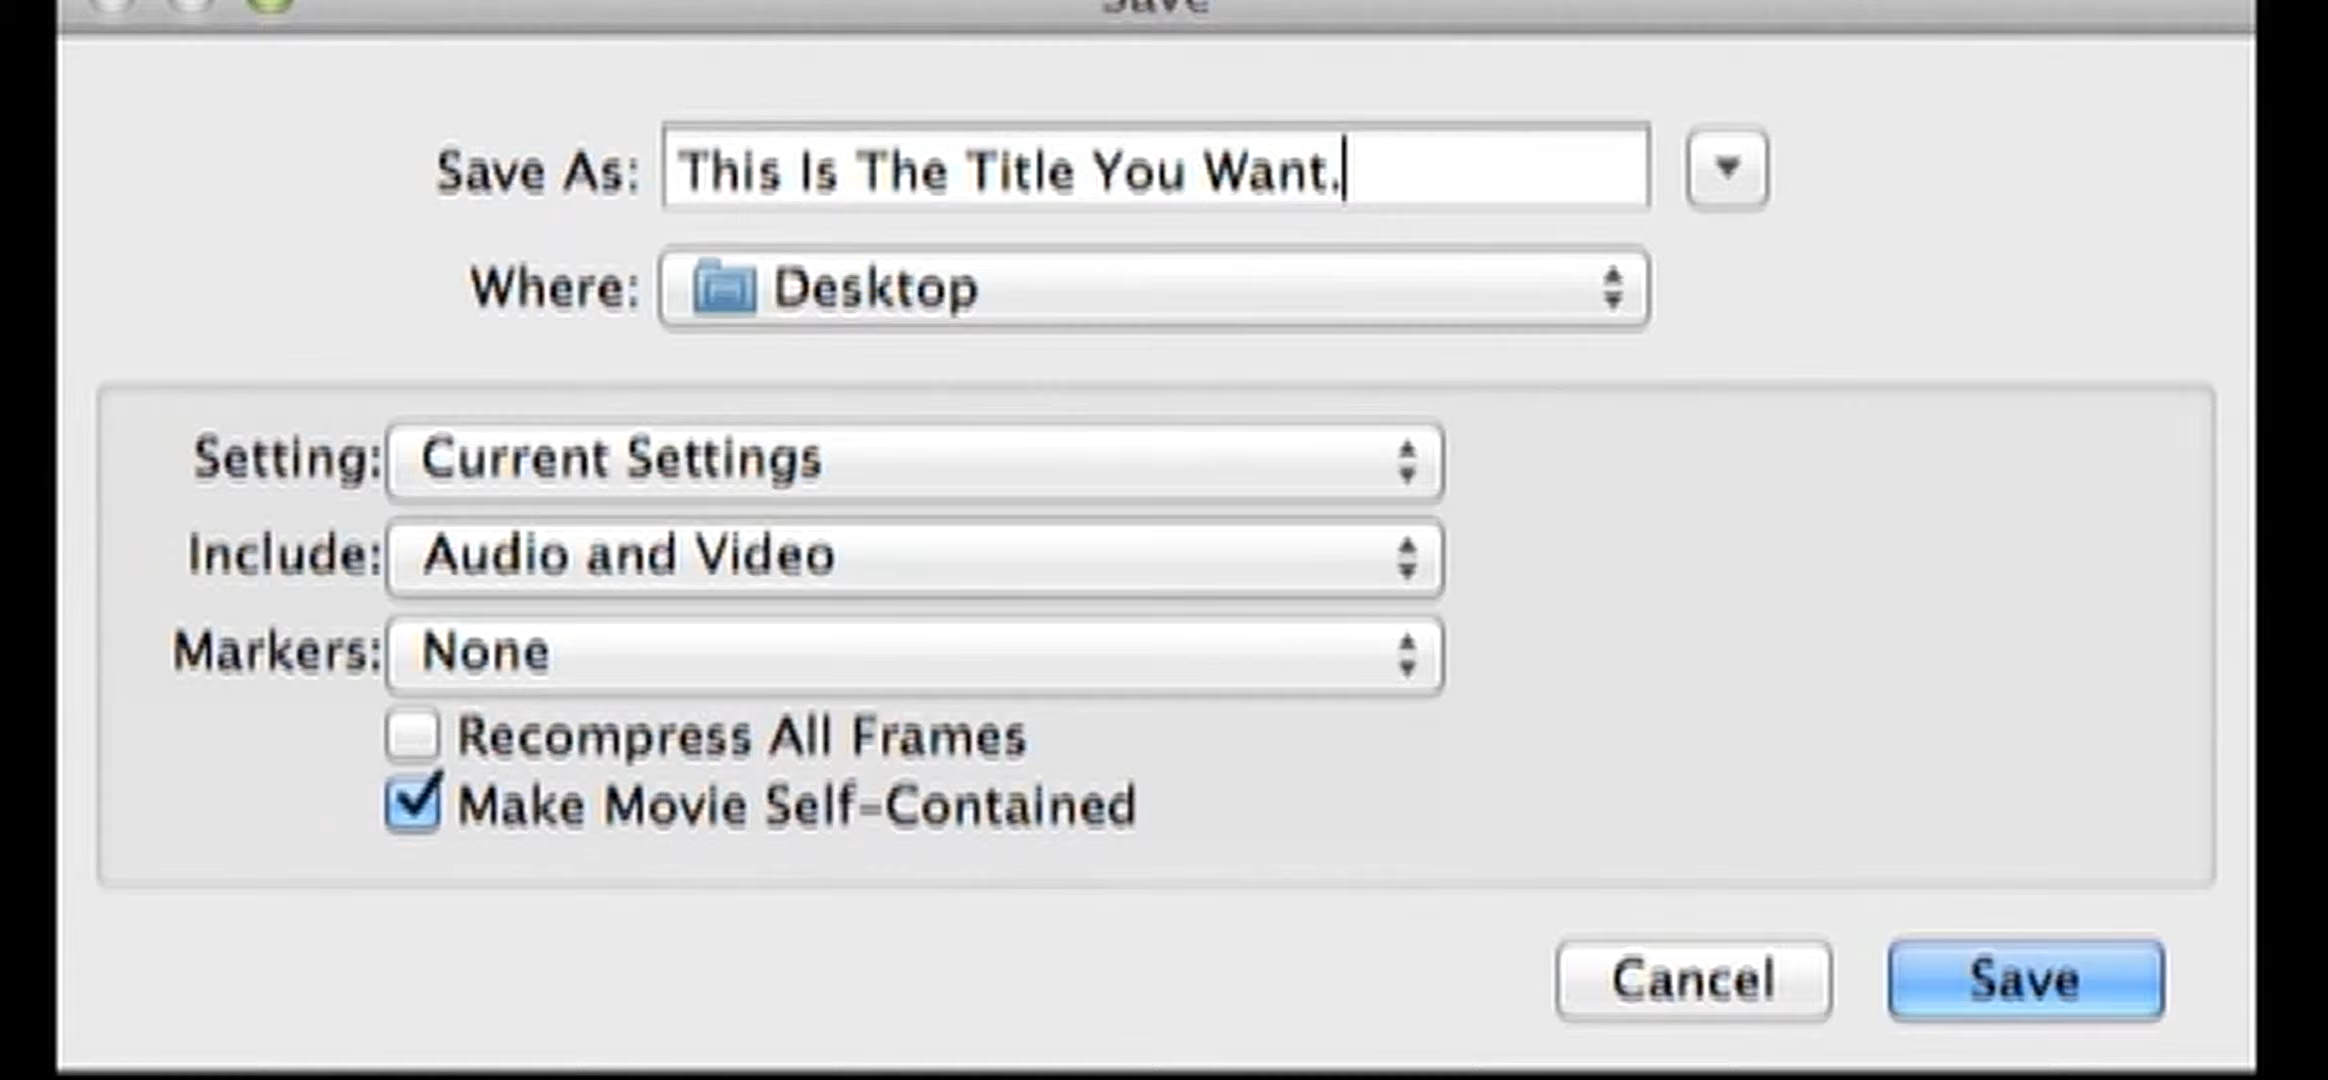 Save
Save As: This Is The Title You Want.
Where: Desktop
Setting: Current Settings
Include: Audio and Video
Markers: None
Recompress All Frames
Make Movie Self-Contained
Cancel Save